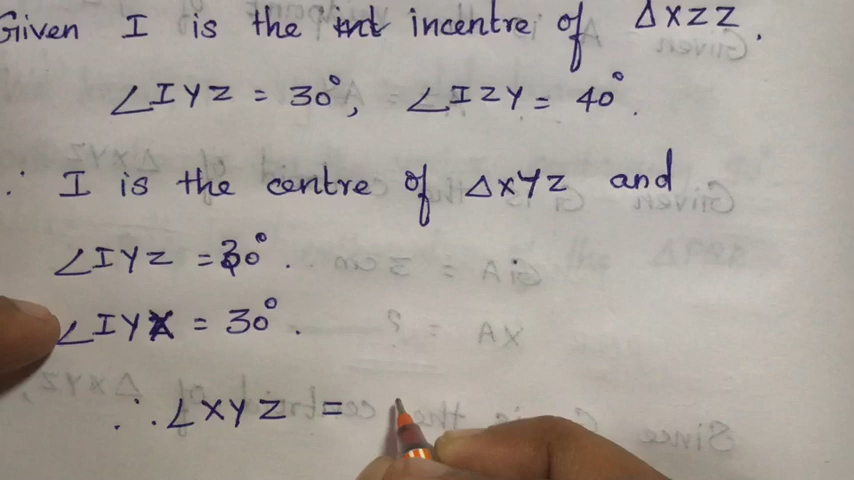 Given I is the int incentre of ΔXZZ.
∠IYZ = 30°, ∠IZY = 40°.
∴ I is the centre of ΔXYZ and
∠IYZ = 30°.
∠IYX = 30°.
∴ ∠XYZ =